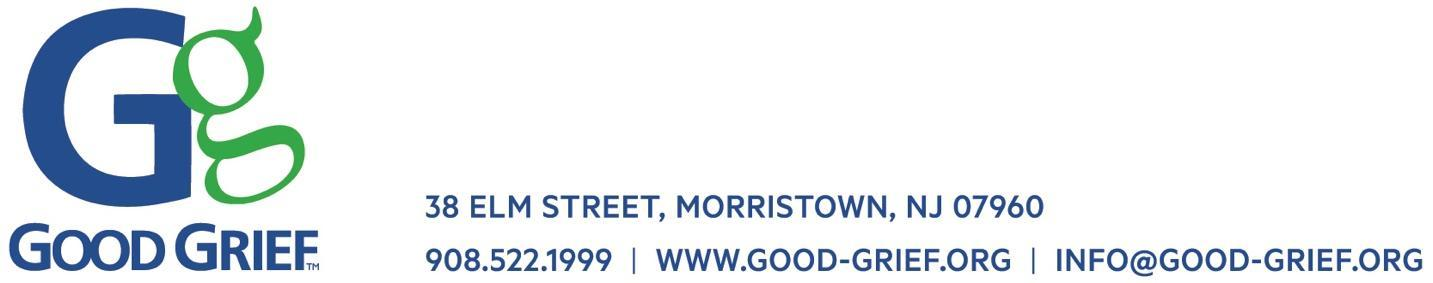 Gg
GOOD GRIEF™
38 ELM STREET, MORRISTOWN, NJ 07960
908.522.1999 | WWW.GOOD-GRIEF.ORG | INFO@GOOD-GRIEF.ORG